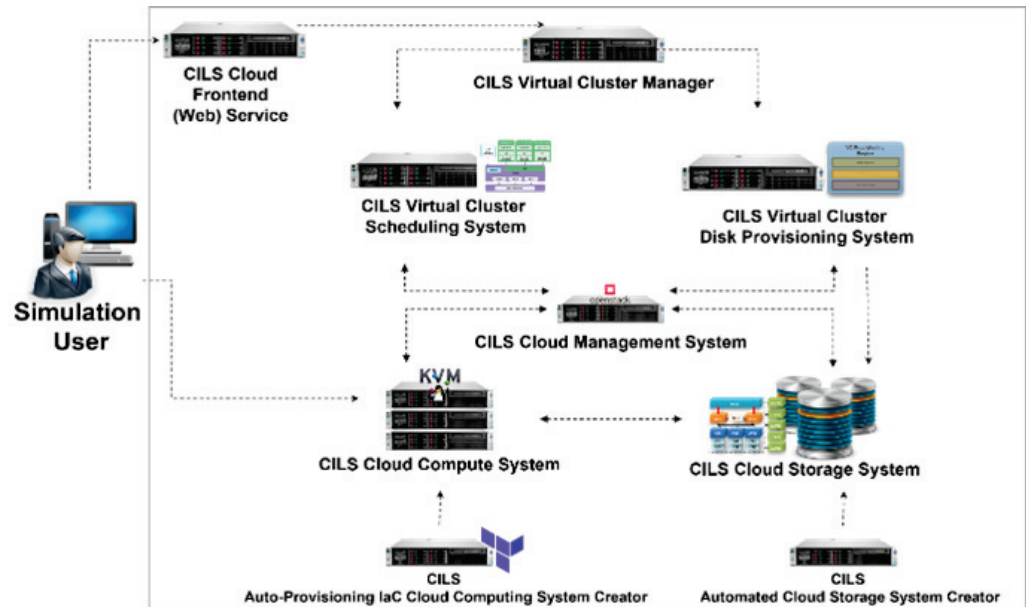 CILS Cloud
Frontend
(Web) Service
CILS Virtual Cluster Manager
CILS Virtual Cluster
Scheduling System
CILS Virtual Cluster
Disk Provisioning System
Simulation
User
openstack
CILS Cloud Management System
KVM
CILS Cloud Compute System
CILS Cloud Storage System
CILS
Auto-Provisioning IaC Cloud Computing System Creator
CILS
Automated Cloud Storage System Creator